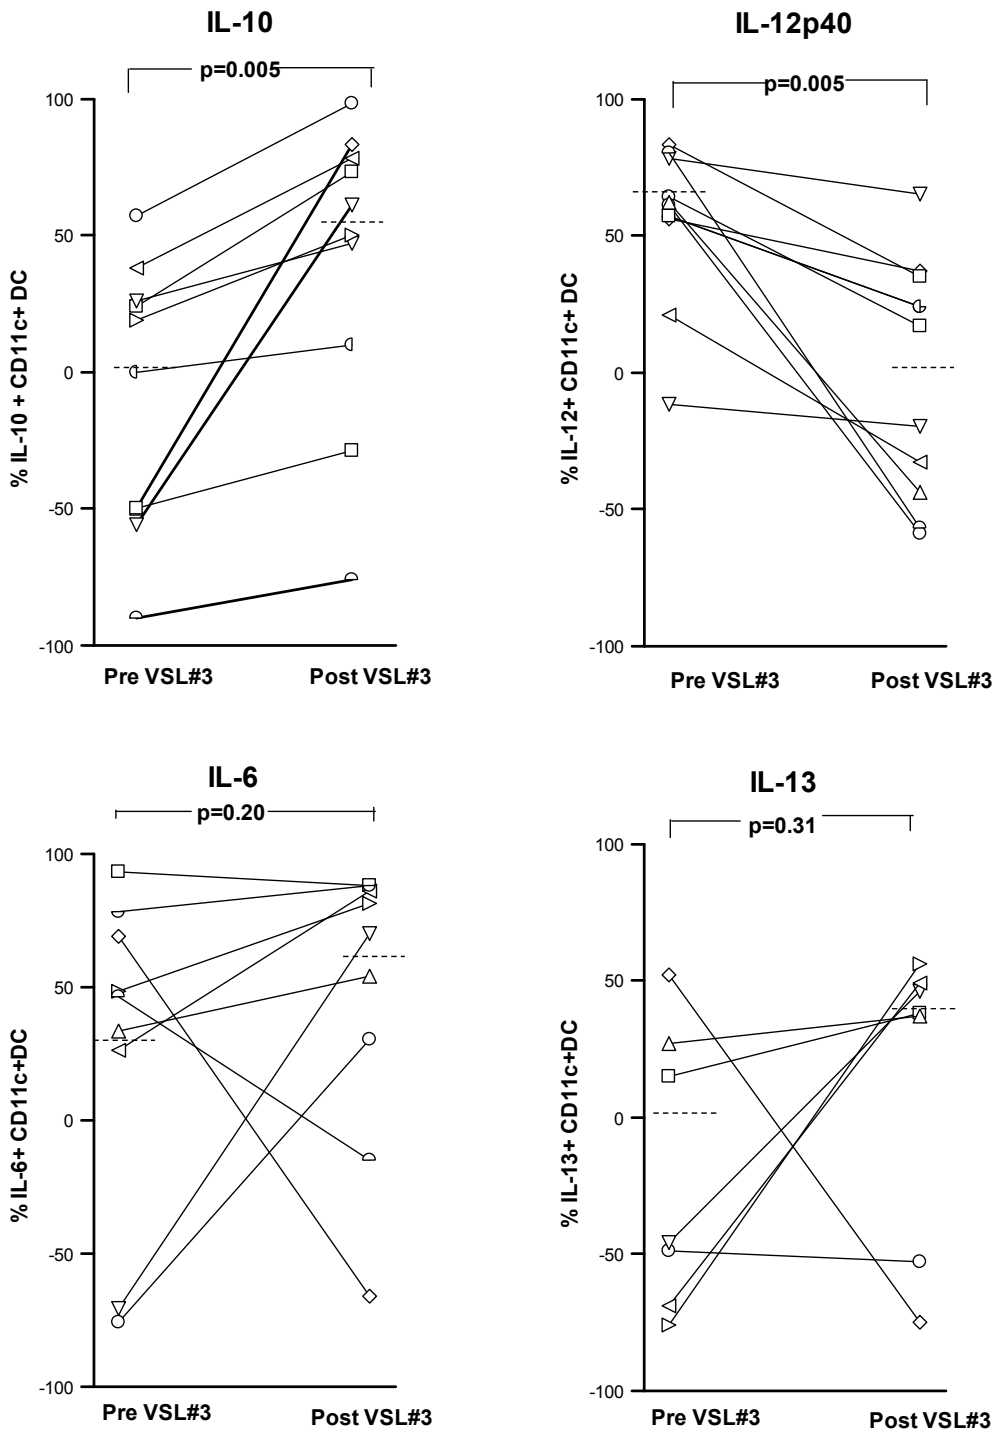 IL-10
p=0.005
100
50
0
-50
-100
% IL-10 + CD11c+ DC
Pre VSL#3
Post VSL#3
IL-12p40
p=0.005
100
50
0
-50
-100
% IL-12+ CD11c+ DC
Pre VSL#3
Post VSL#3
IL-6
p=0.20
100
50
0
-50
-100
% IL-6+ CD11c+DC
Pre VSL#3
Post VSL#3
IL-13
p=0.31
100
50
0
-50
-100
% IL-13+ CD11c+DC
Pre VSL#3
Post VSL#3